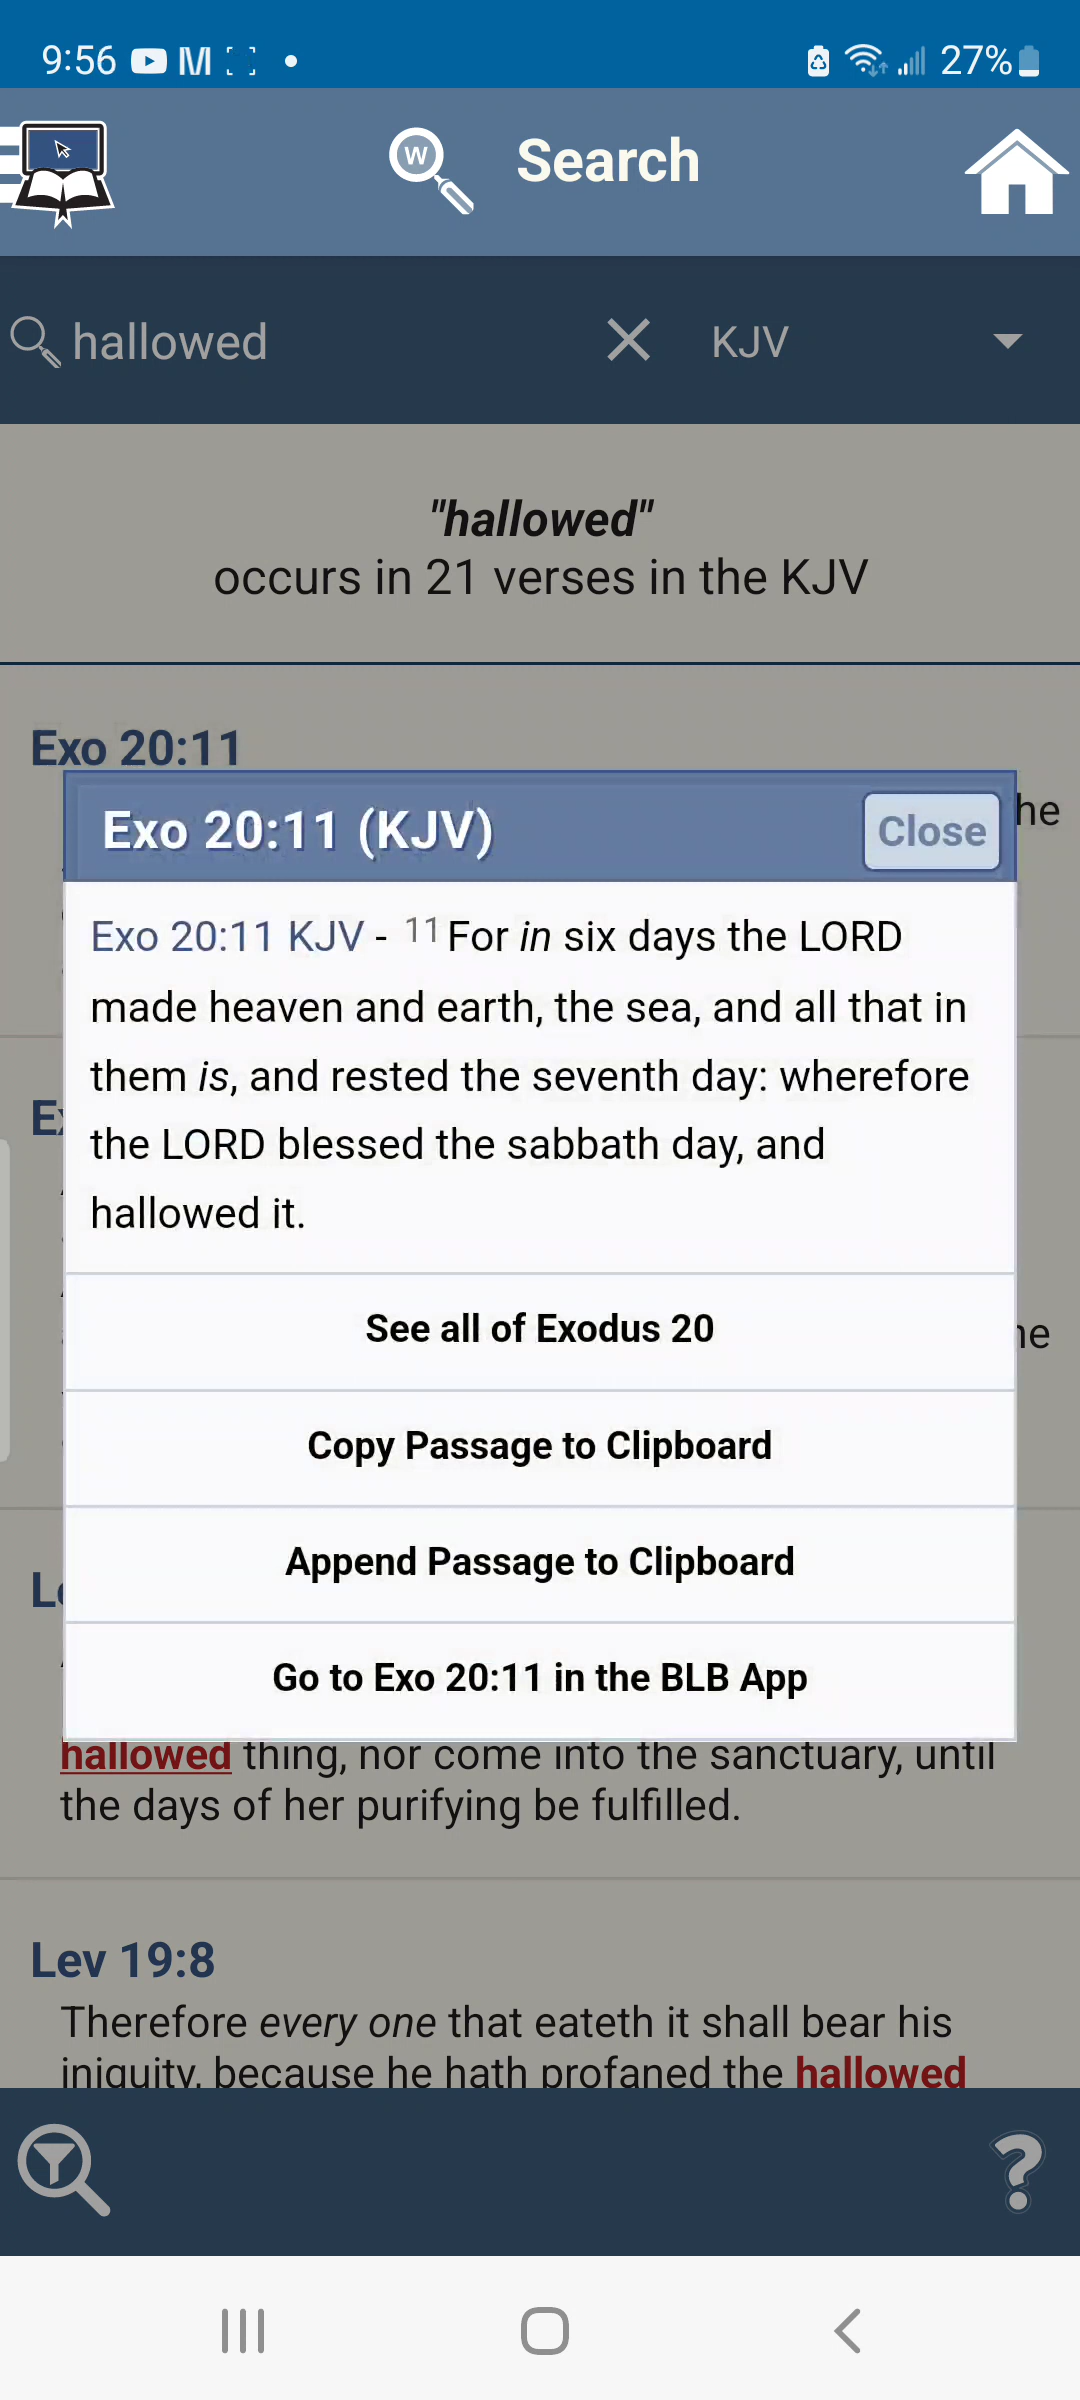 9:56
27%
W
Search
hallowed
KJV
"hallowed"
occurs in 21 verses in the KJV
Exo 20:11
he
Exo 20:11 (KJV)
Close
Exo 20:11 KJV - 11 For in six days the LORD
made heaven and earth, the sea, and all that in
them is, and rested the seventh day: wherefore
the LORD blessed the sabbath day, and
hallowed it.
See all of Exodus 20
Copy Passage to Clipboard
Append Passage to Clipboard
Go to Exo 20:11 in the BLB App
hallowed thing, nor come into the sanctuary, until
the days of her purifying be fulfilled.
Lev 19:8
Therefore every one that eateth it shall bear his
iniquity, because he hath profaned the hallowed